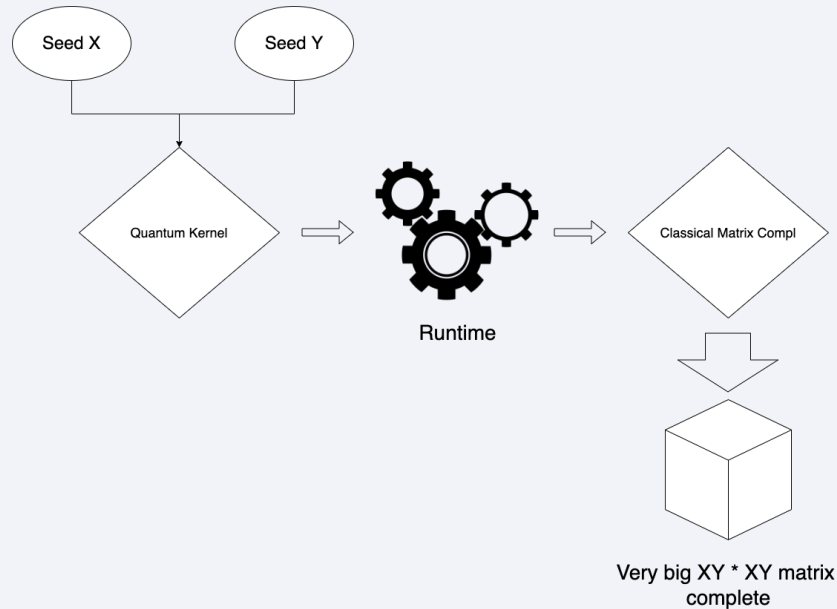 Seed X
Seed Y
Quantum Kernel
Classical Matrix Compl
Runtime
Very big XY * XY matrix
complete